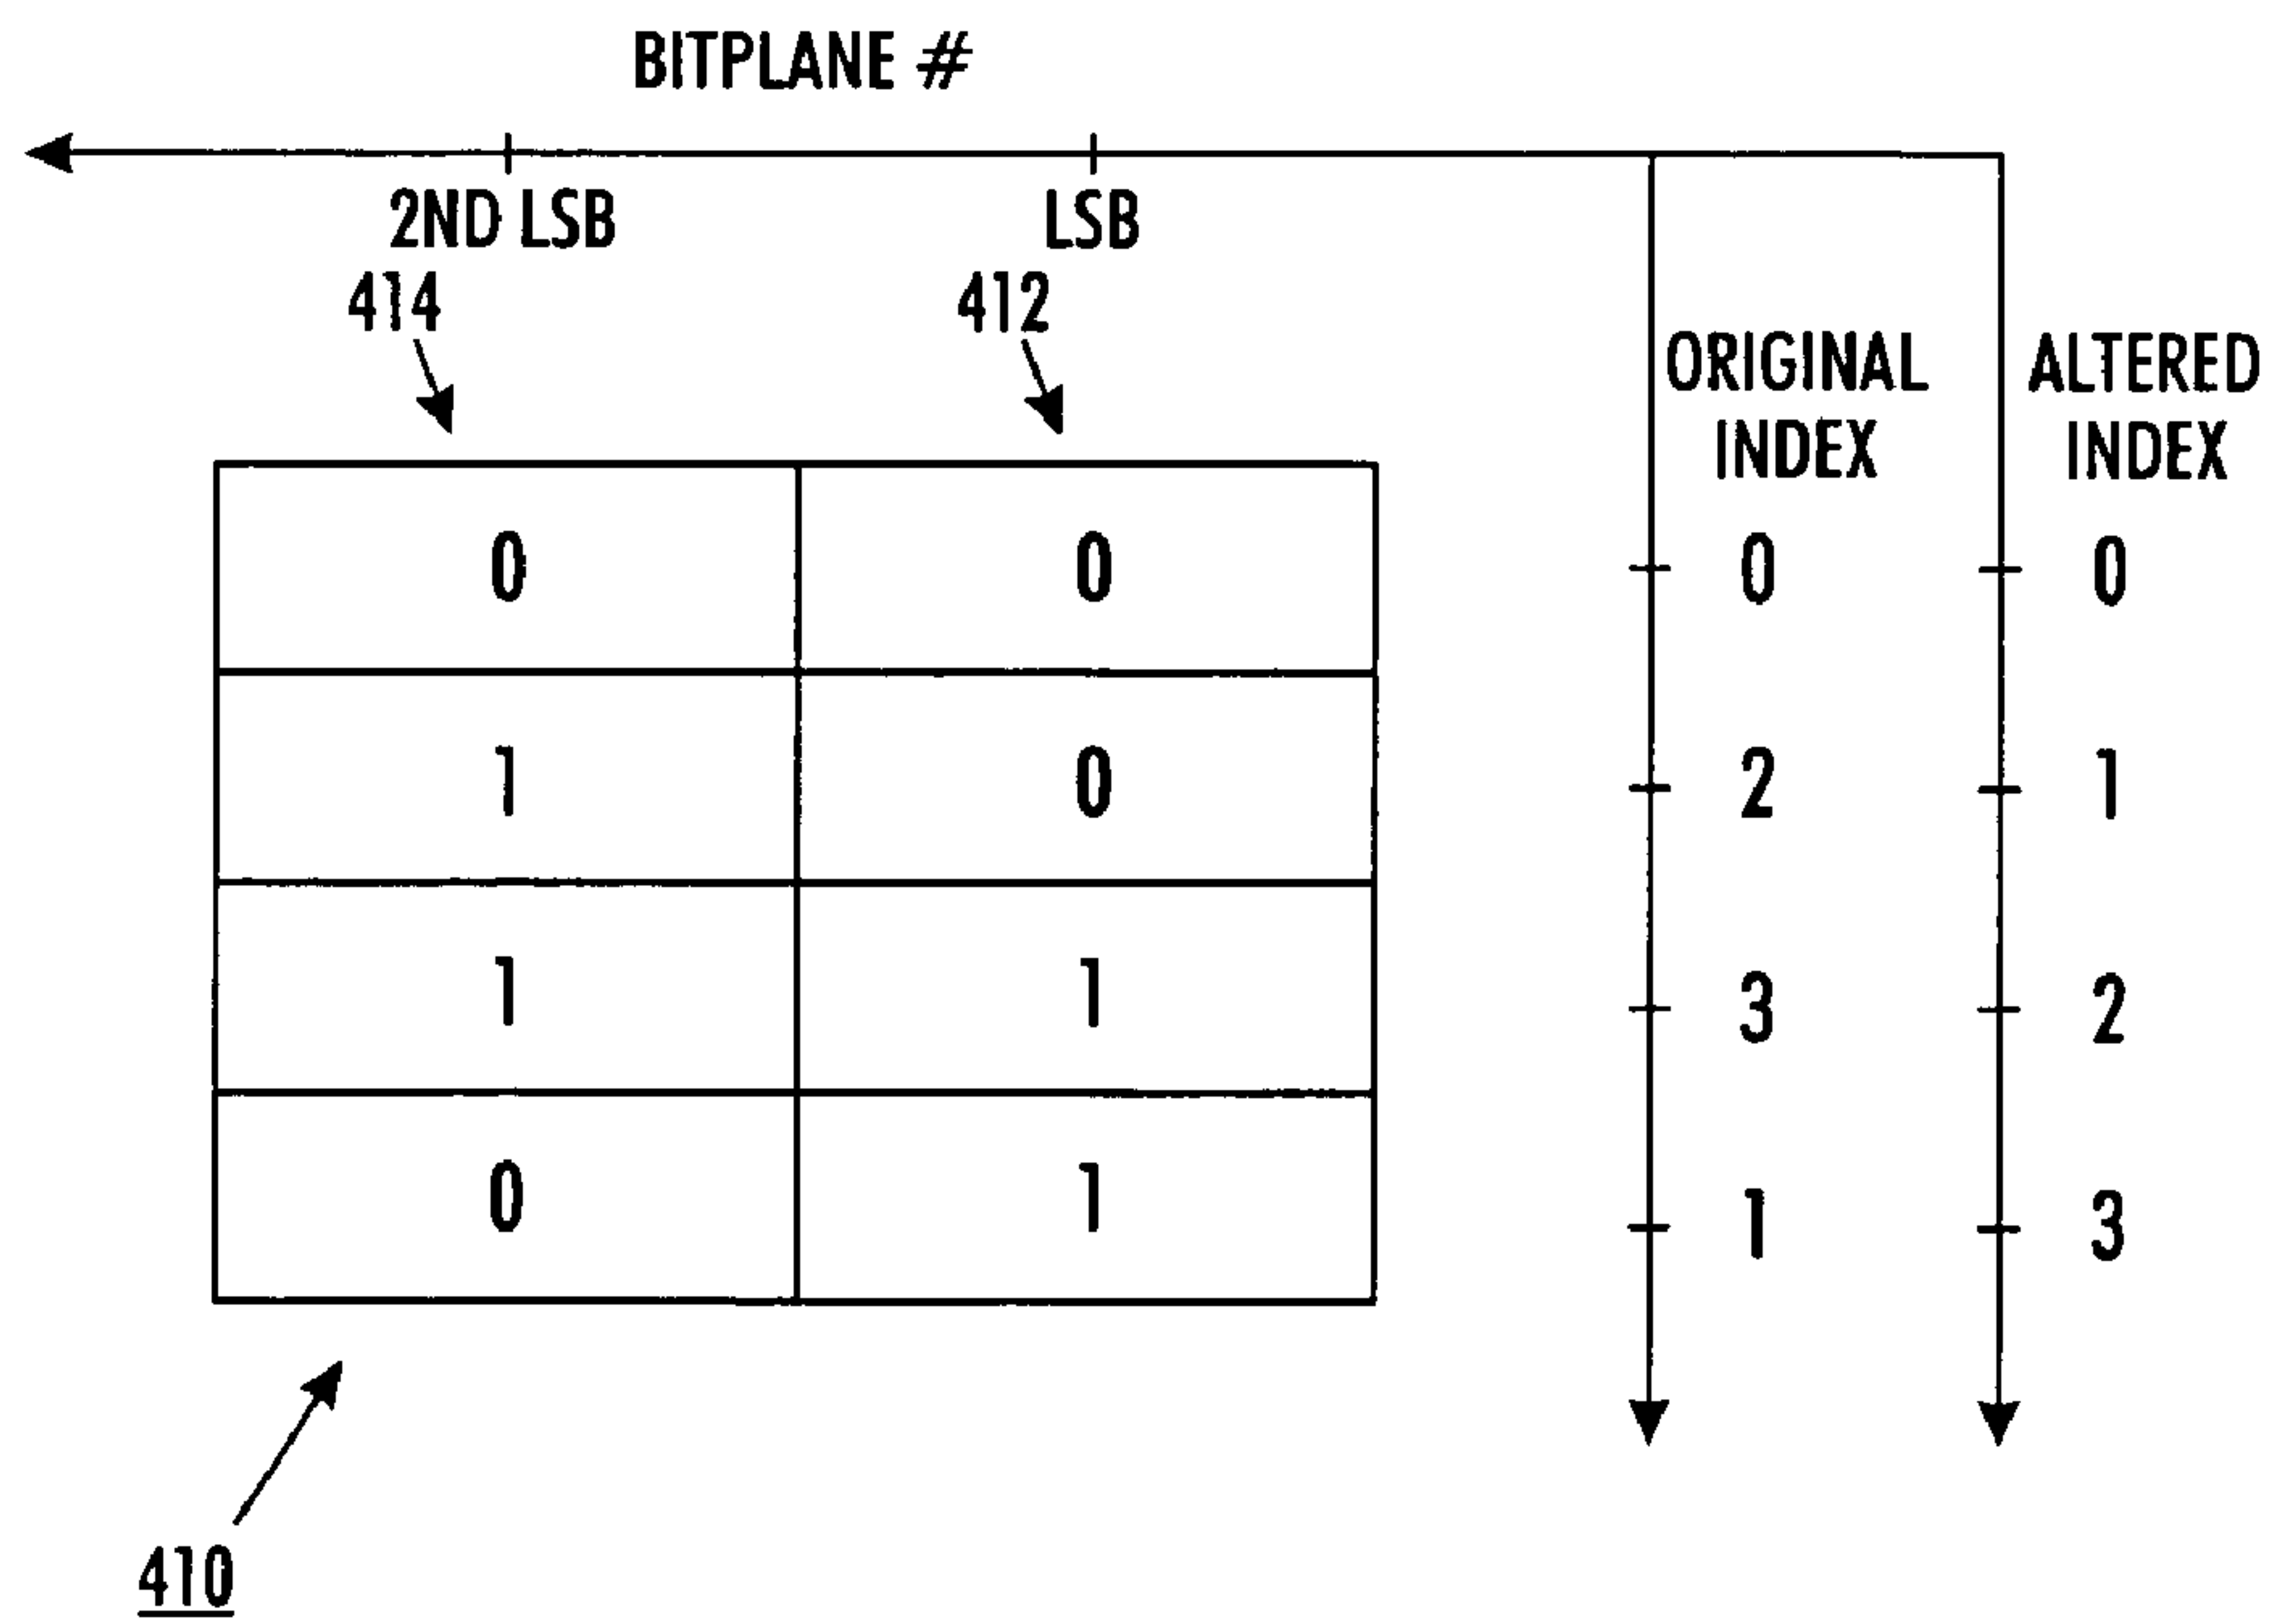 BITPLANE #
2ND LSB LSB
414 412
ORIGINAL INDEX ALTERED INDEX
0 0 0 0
1 0 2 1
1 1 3 2
0 1 1 3
410